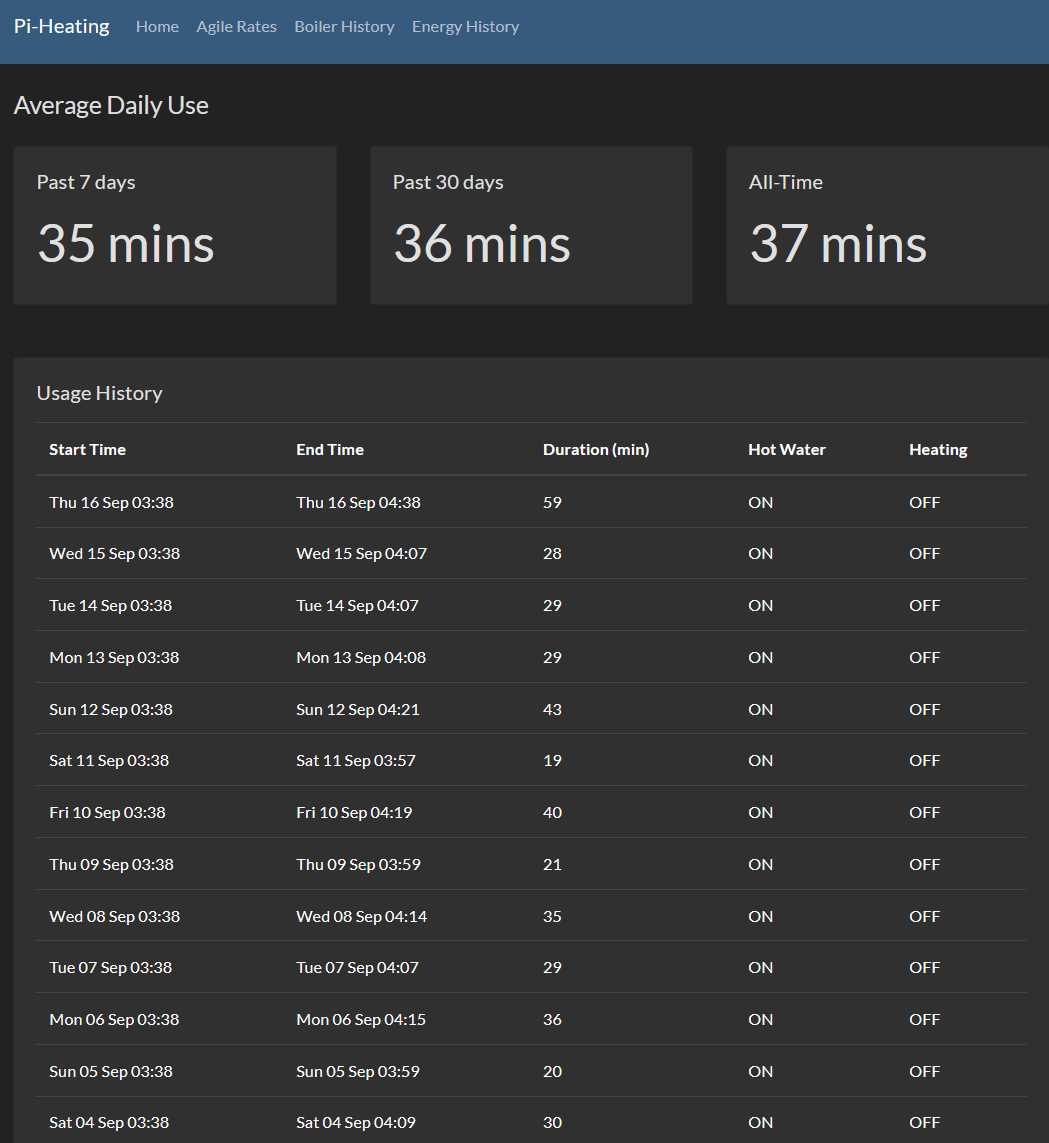 Pi-Heating Home Agile Rates Boiler History Energy History
Average Daily Use
Past 7 days Past 30 days All-Time
35 mins 36 mins 37 mins
Usage History
Start Time End Time Duration (min) Hot Water Heating
Thu 16 Sep 03:38 Thu 16 Sep 04:38 59 ON OFF
Wed 15 Sep 03:38 Wed 15 Sep 04:07 28 ON OFF
Tue 14 Sep 03:38 Tue 14 Sep 04:07 29 ON OFF
Mon 13 Sep 03:38 Mon 13 Sep 04:08 29 ON OFF
Sun 12 Sep 03:38 Sun 12 Sep 04:21 43 ON OFF
Sat 11 Sep 03:38 Sat 11 Sep 03:57 19 ON OFF
Fri 10 Sep 03:38 Fri 10 Sep 04:19 40 ON OFF
Thu 09 Sep 03:38 Thu 09 Sep 03:59 21 ON OFF
Wed 08 Sep 03:38 Wed 08 Sep 04:14 35 ON OFF
Tue 07 Sep 03:38 Tue 07 Sep 04:07 29 ON OFF
Mon 06 Sep 03:38 Mon 06 Sep 04:15 36 ON OFF
Sun 05 Sep 03:38 Sun 05 Sep 03:59 20 ON OFF
Sat 04 Sep 03:38 Sat 04 Sep 04:09 30 ON OFF